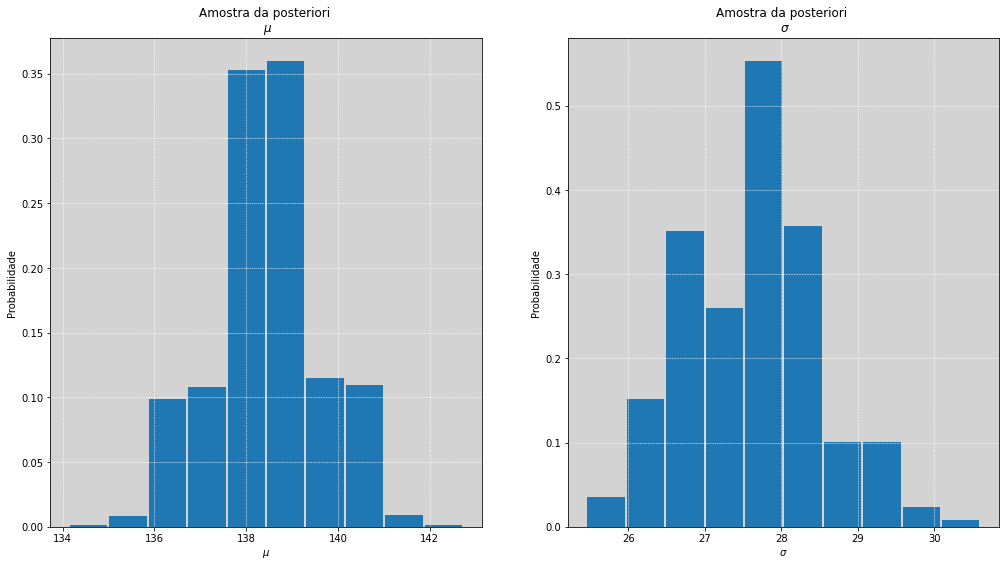 Amostra da posteriori
μ
Probabilidade
0.35
0.30
0.25
0.20
0.15
0.10
0.05
0.00
134 136 138 140 142
μ
Amostra da posteriori
σ
Probabilidade
0.5
0.4
0.3
0.2
0.1
0.0
26 27 28 29 30
σ